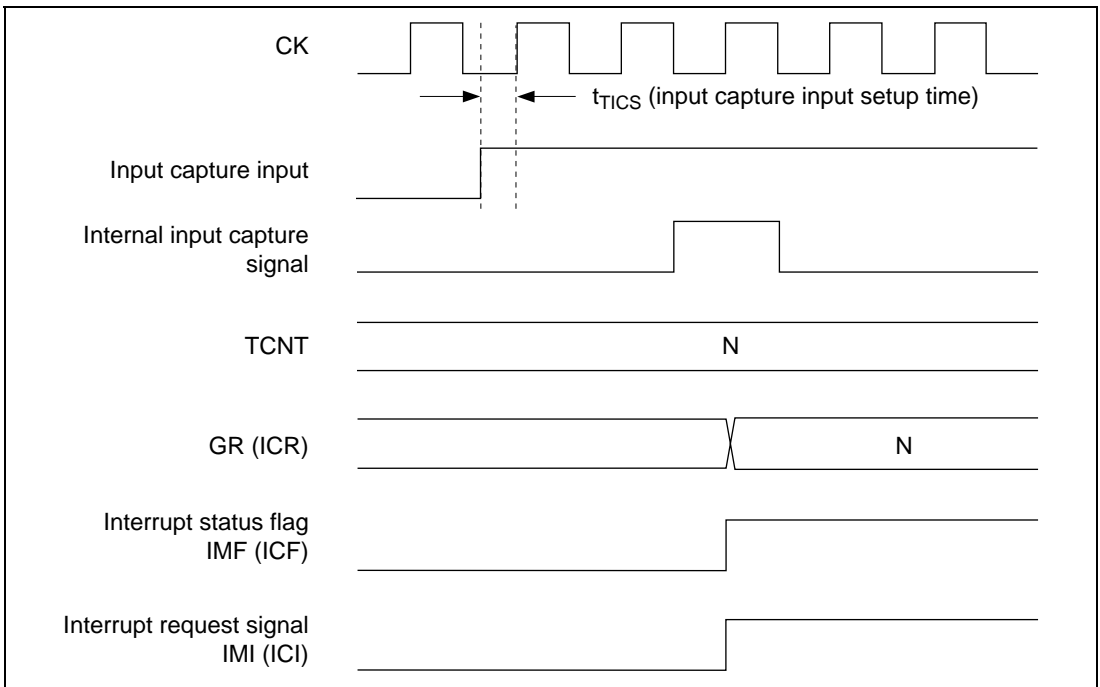 CK
tTICS (input capture input setup time)
Input capture input
Internal input capture
signal
TCNT
N
GR (ICR)
N
Interrupt status flag
IMF (ICF)
Interrupt request signal
IMI (ICI)